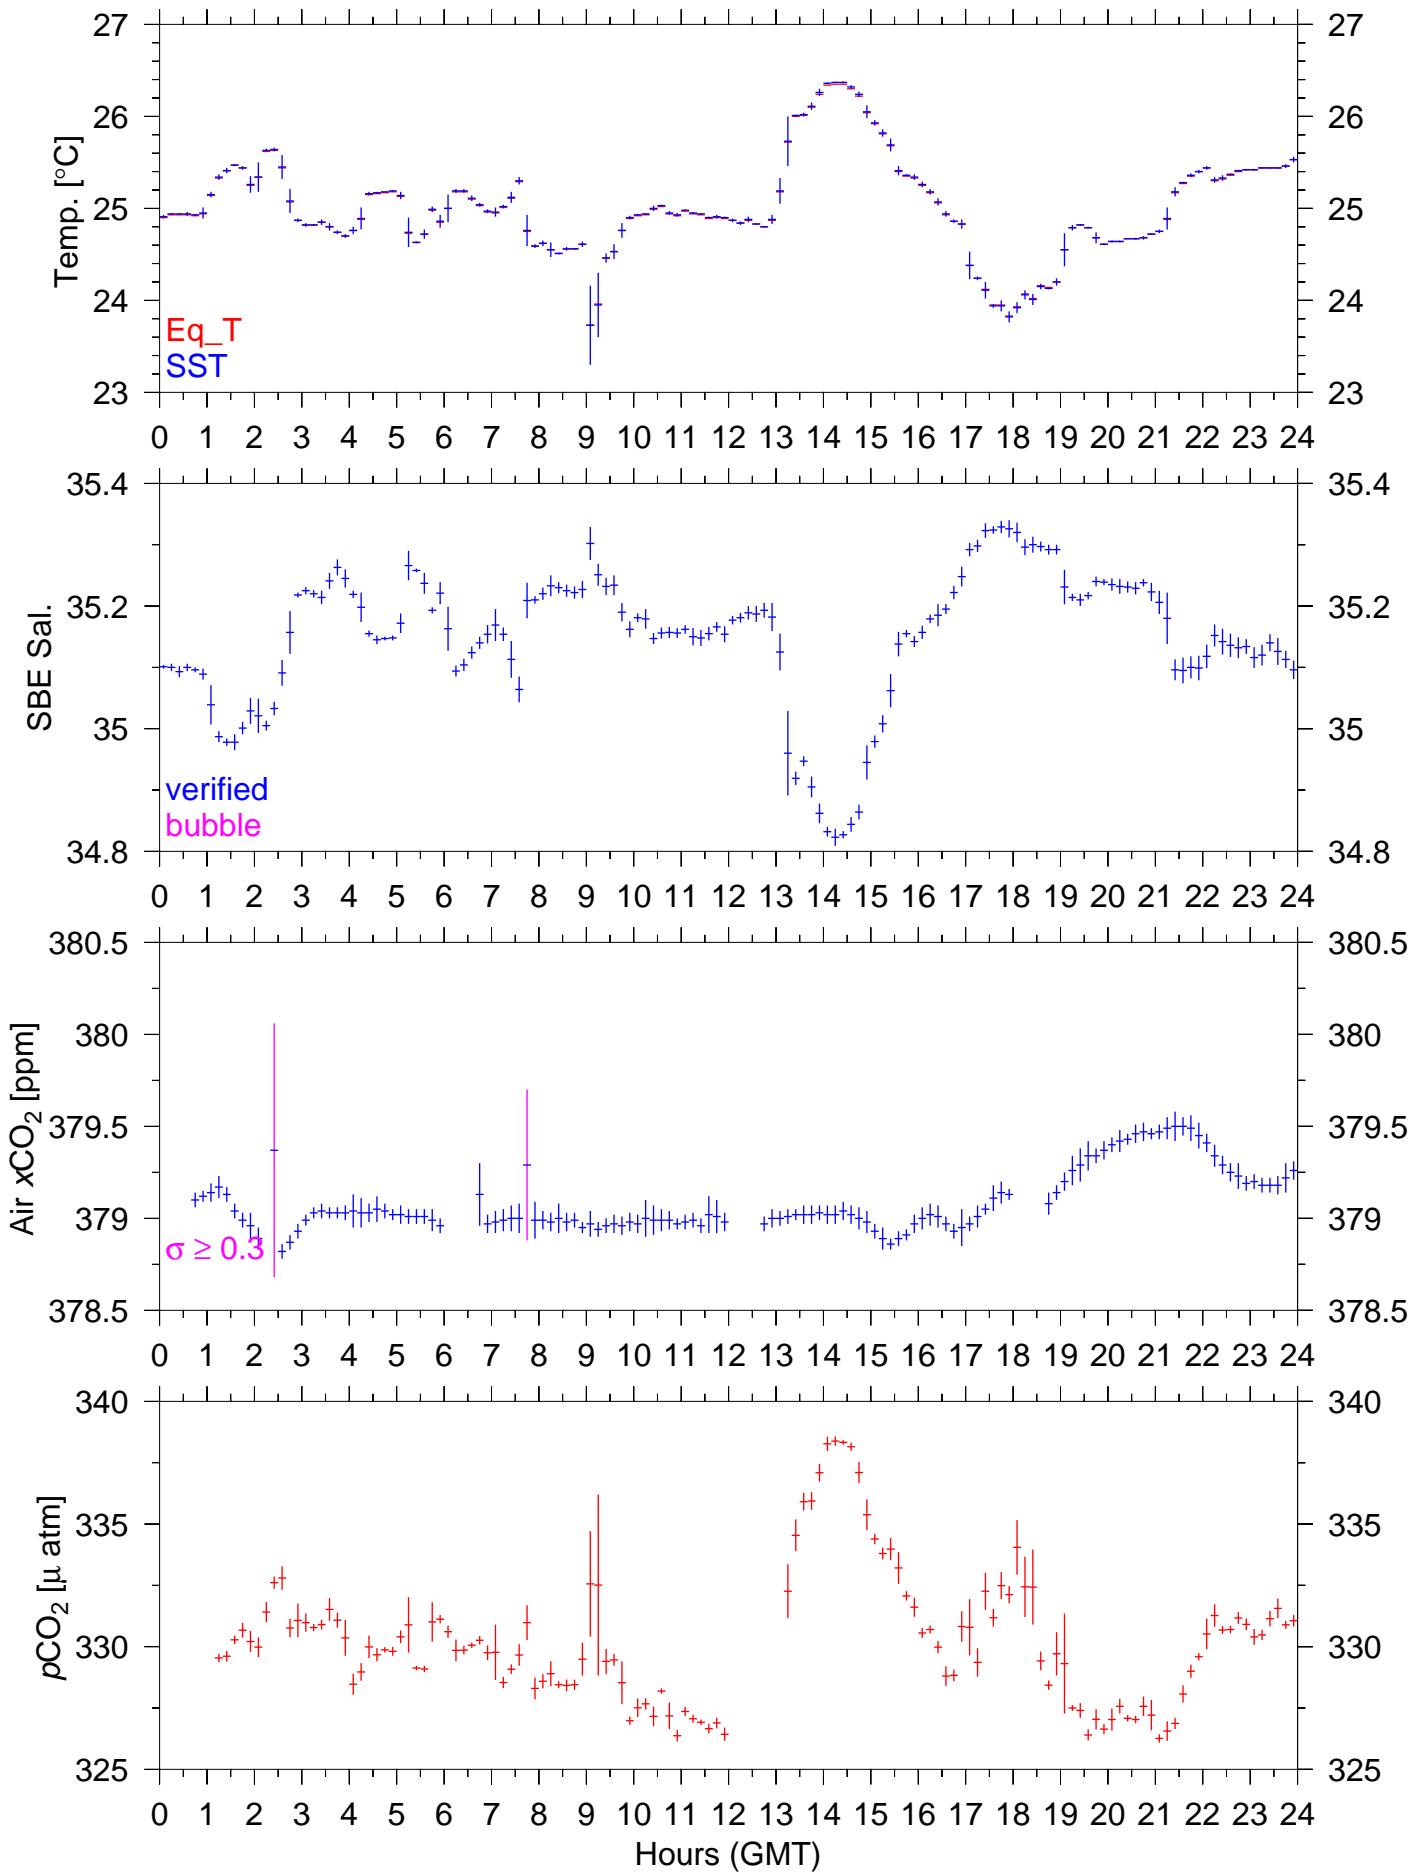 27 27
26 26
25 25
24 24
23 23
Temp. [°C]
Eq_T
SST
0 1 2 3 4 5 6 7 8 9 10 11 12 13 14 15 16 17 18 19 20 21 22 23 24
35.4 35.4
35.2 35.2
35 35
34.8 34.8
SBE Sal.
verified
bubble
0 1 2 3 4 5 6 7 8 9 10 11 12 13 14 15 16 17 18 19 20 21 22 23 24
380.5 380.5
380 380
379.5 379.5
379 379
378.5 378.5
Air xCO₂ [ppm]
σ ≥ 0.3
0 1 2 3 4 5 6 7 8 9 10 11 12 13 14 15 16 17 18 19 20 21 22 23 24
340 340
335 335
330 330
325 325
pCO₂ [μ atm]
0 1 2 3 4 5 6 7 8 9 10 11 12 13 14 15 16 17 18 19 20 21 22 23 24
Hours (GMT)